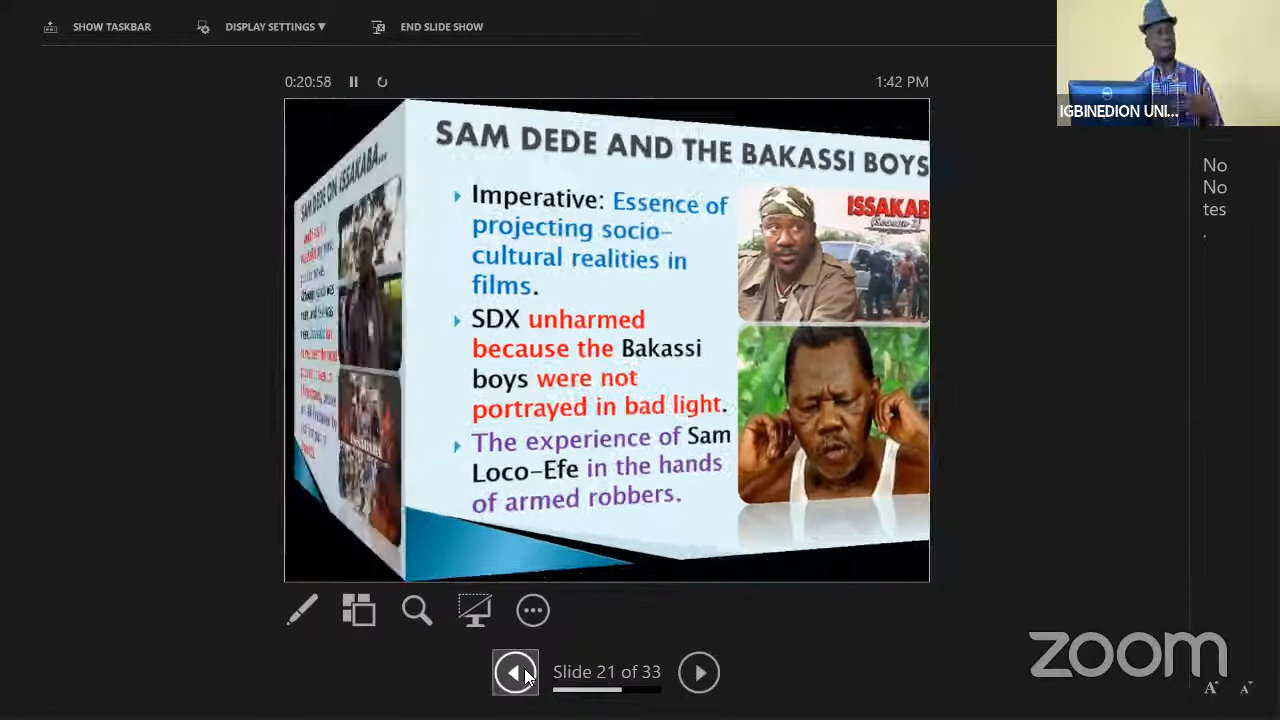 SHOW TASKBAR
DISPLAY SETTINGS ▼
END SLIDE SHOW
IGBINEDION UNI...
0:20:58
1:42 PM
No
No
tes
.
SAM DEDE ON ISSAKABA...
SAM DEDE AND THE BAKASSI BOYS
Imperative: Essence of
projecting socio-
cultural realities in
films.
SDX unharmed
because the Bakassi
boys were not
portrayed in bad light.
The experience of Sam
Loco-Efe in the hands
of armed robbers.
ISSAKAB
Slide 21 of 33
zoom
A A